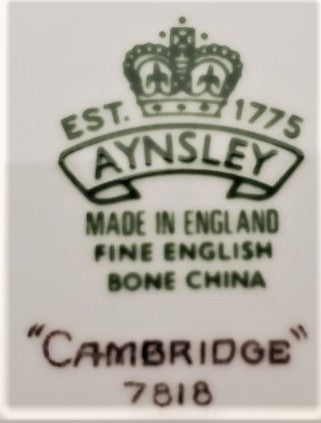 EST. 1775
AYNSLEY
MADE IN ENGLAND
FINE ENGLISH
BONE CHINA
"CAMBRIDGE"
7818